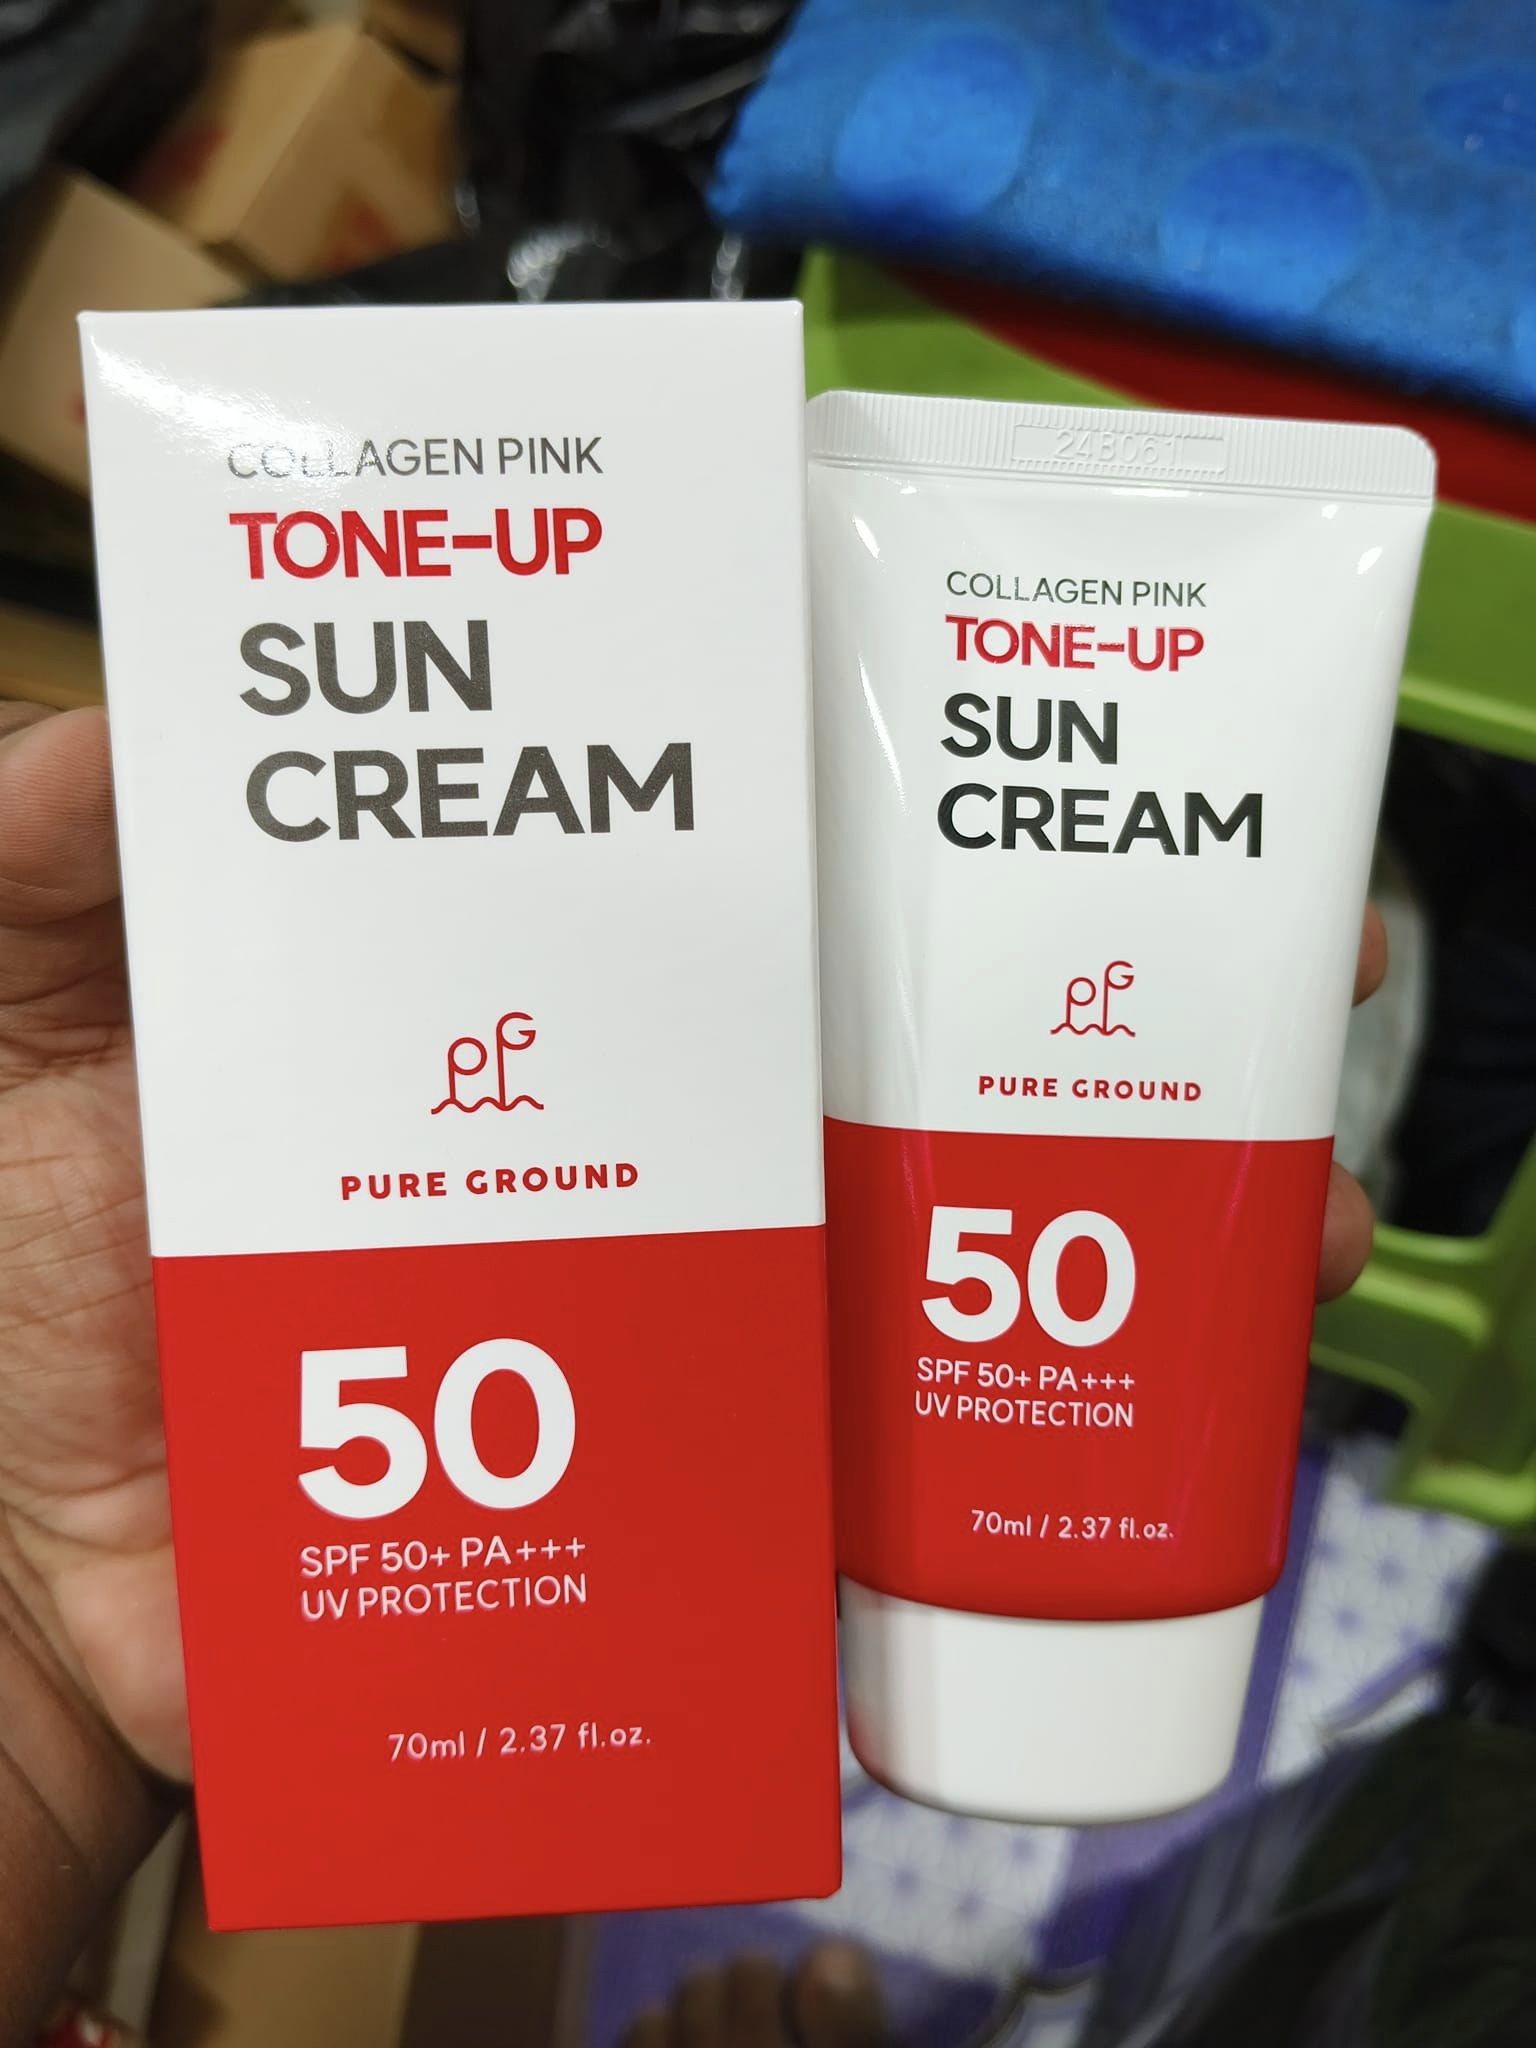 COLLAGEN PINK
TONE-UP
SUN
CREAM
PG
PURE GROUND
50
SPF 50+ PA+++
UV PROTECTION
70ml / 2.37 fl.oz.
24B061
COLLAGEN PINK
TONE-UP
SUN
CREAM
PG
PURE GROUND
50
SPF 50+ PA+++
UV PROTECTION
70ml / 2.37 fl.oz.